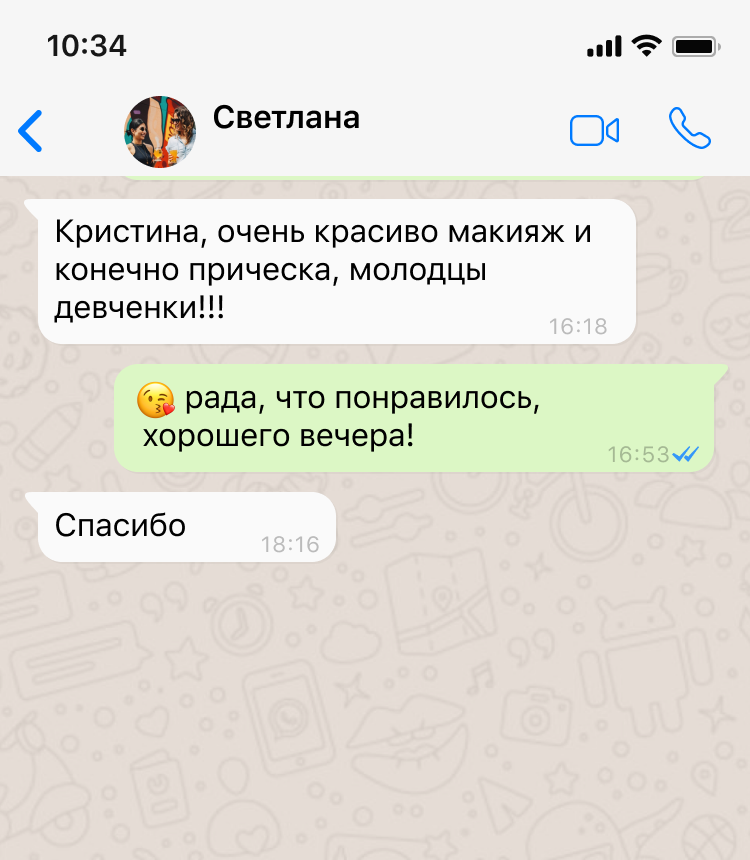 10:34
Светлана
Кристина, очень красиво макияж и
конечно прическа, молодцы
девченки!!!
16:18
😘 рада, что понравилось,
хорошего вечера!
16:53
Спасибо
18:16